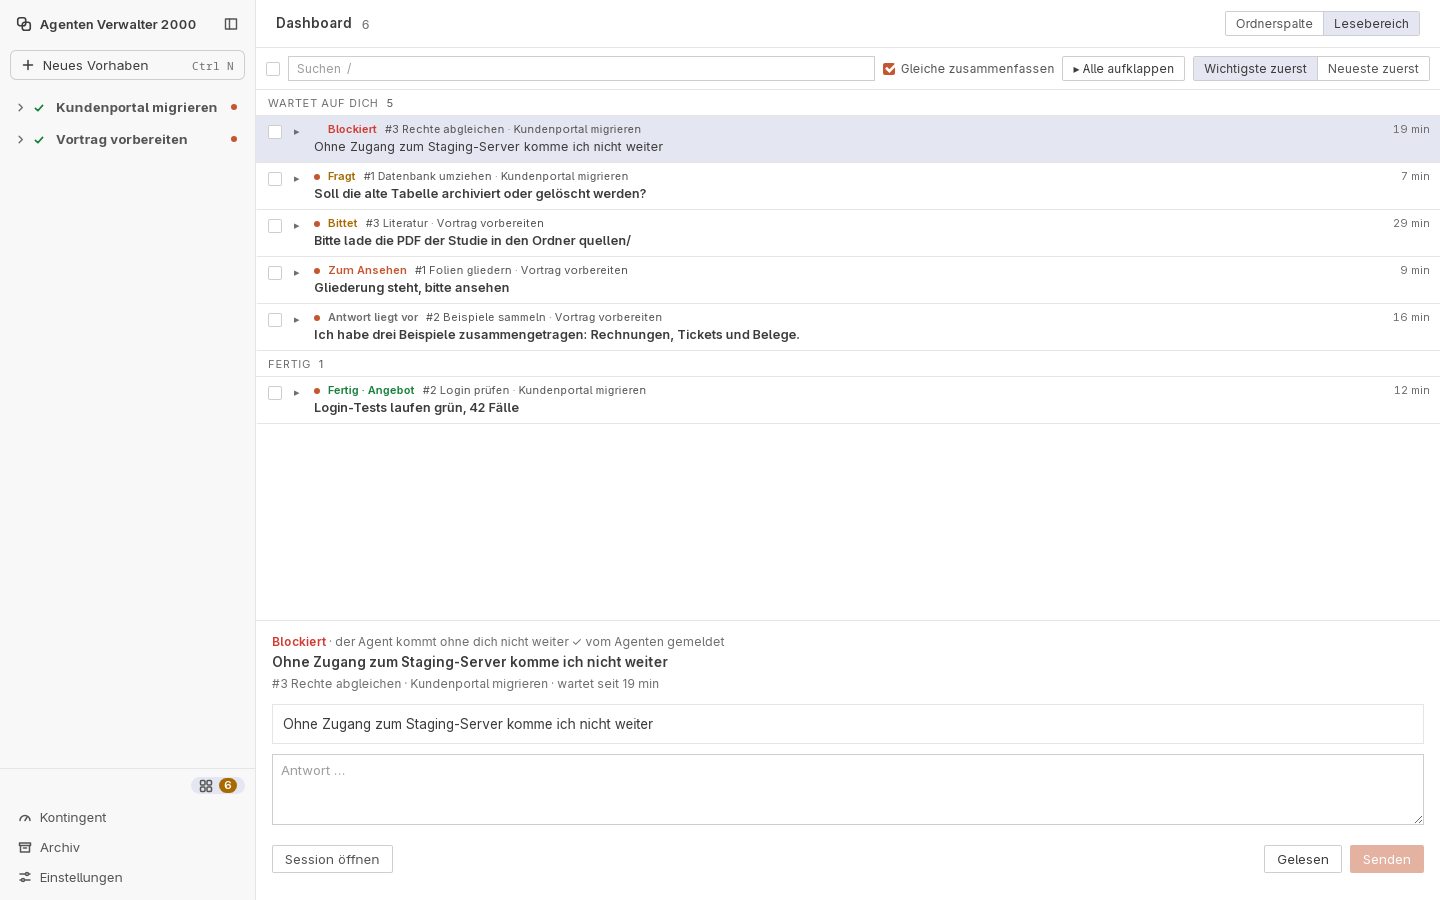 Agenten Verwalter 2000
Neues Vorhaben Ctrl N
Kundenportal migrieren
Vortrag vorbereiten
6
Kontingent
Archiv
Einstellungen
Dashboard 6
Ordnerspalte Lesebereich
Suchen / Gleiche zusammenfassen ▸ Alle aufklappen Wichtigste zuerst Neueste zuerst
WARTET AUF DICH 5
Blockiert #3 Rechte abgleichen · Kundenportal migrieren 19 min
Ohne Zugang zum Staging-Server komme ich nicht weiter
Fragt #1 Datenbank umziehen · Kundenportal migrieren 7 min
Soll die alte Tabelle archiviert oder gelöscht werden?
Bittet #3 Literatur · Vortrag vorbereiten 29 min
Bitte lade die PDF der Studie in den Ordner quellen/
Zum Ansehen #1 Folien gliedern · Vortrag vorbereiten 9 min
Gliederung steht, bitte ansehen
Antwort liegt vor #2 Beispiele sammeln · Vortrag vorbereiten 16 min
Ich habe drei Beispiele zusammengetragen: Rechnungen, Tickets und Belege.
FERTIG 1
Fertig · Angebot #2 Login prüfen · Kundenportal migrieren 12 min
Login-Tests laufen grün, 42 Fälle
Blockiert · der Agent kommt ohne dich nicht weiter ✓ vom Agenten gemeldet
Ohne Zugang zum Staging-Server komme ich nicht weiter
#3 Rechte abgleichen · Kundenportal migrieren · wartet seit 19 min
Ohne Zugang zum Staging-Server komme ich nicht weiter
Antwort …
Session öffnen Gelesen Senden